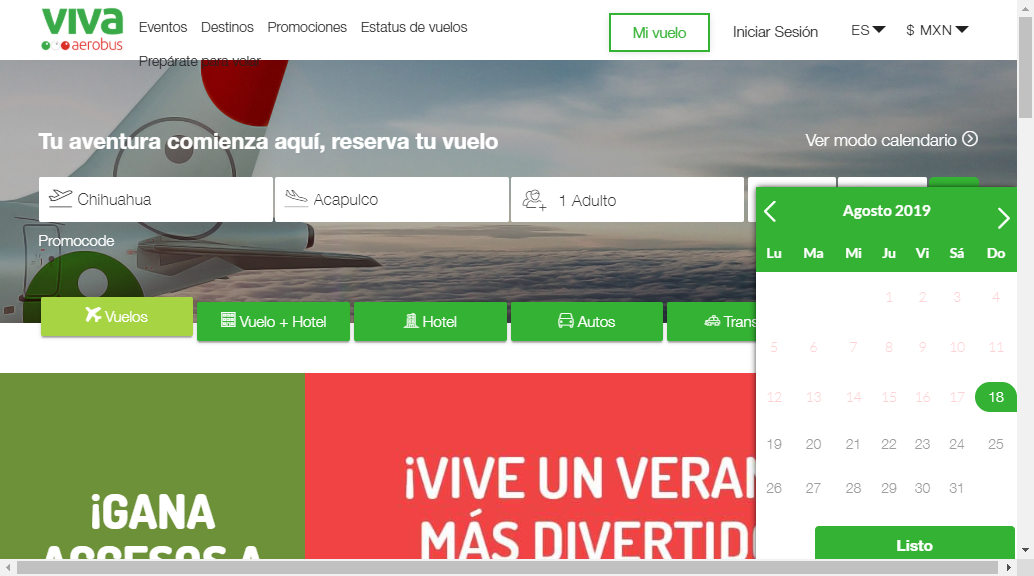 viva
aerobus
Eventos Destinos Promociones Estatus de vuelos
Prepárate para volar
Mi vuelo
Iniciar Sesión
ES
$ MXN
Tu aventura comienza aquí, reserva tu vuelo
Ver modo calendario
Chihuahua
Acapulco
1 Adulto
Promocode
Vuelos
Vuelo + Hotel
Hotel
Autos
Trans
Agosto 2019
Lu Ma Mi Ju Vi Sá Do
1 2 3 4
5 6 7 8 9 10 11
12 13 14 15 16 17 18
19 20 21 22 23 24 25
26 27 28 29 30 31
Listo
¡GANA
ACCESOS A
¡VIVE UN VERAN
MÁS DIVERTIDO